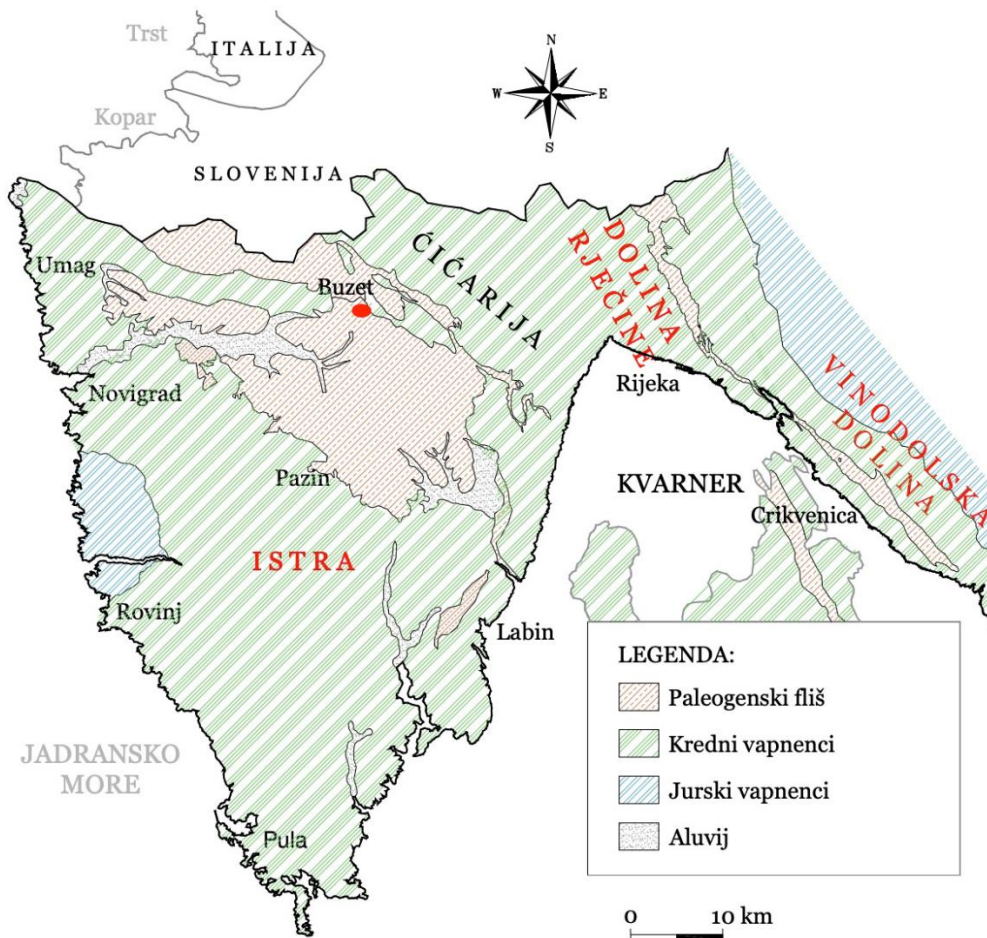 Trst
ITALIJA
N
W
E
S
Kopar
SLOVENIJA
ĆIĆARIJA
DOLINA
RJEČINE
Umag
Buzet
VINODOLSKA
DOLINA
Rijeka
Novigrad
Pazin
KVARNER
Crikvenica
ISTRA
Rovinj
Labin
LEGENDA:
Paleogenski fliš
Kredni vapnenci
Jurski vapnenci
Aluvij
JADRANSKO
MORE
Pula
0 10 km